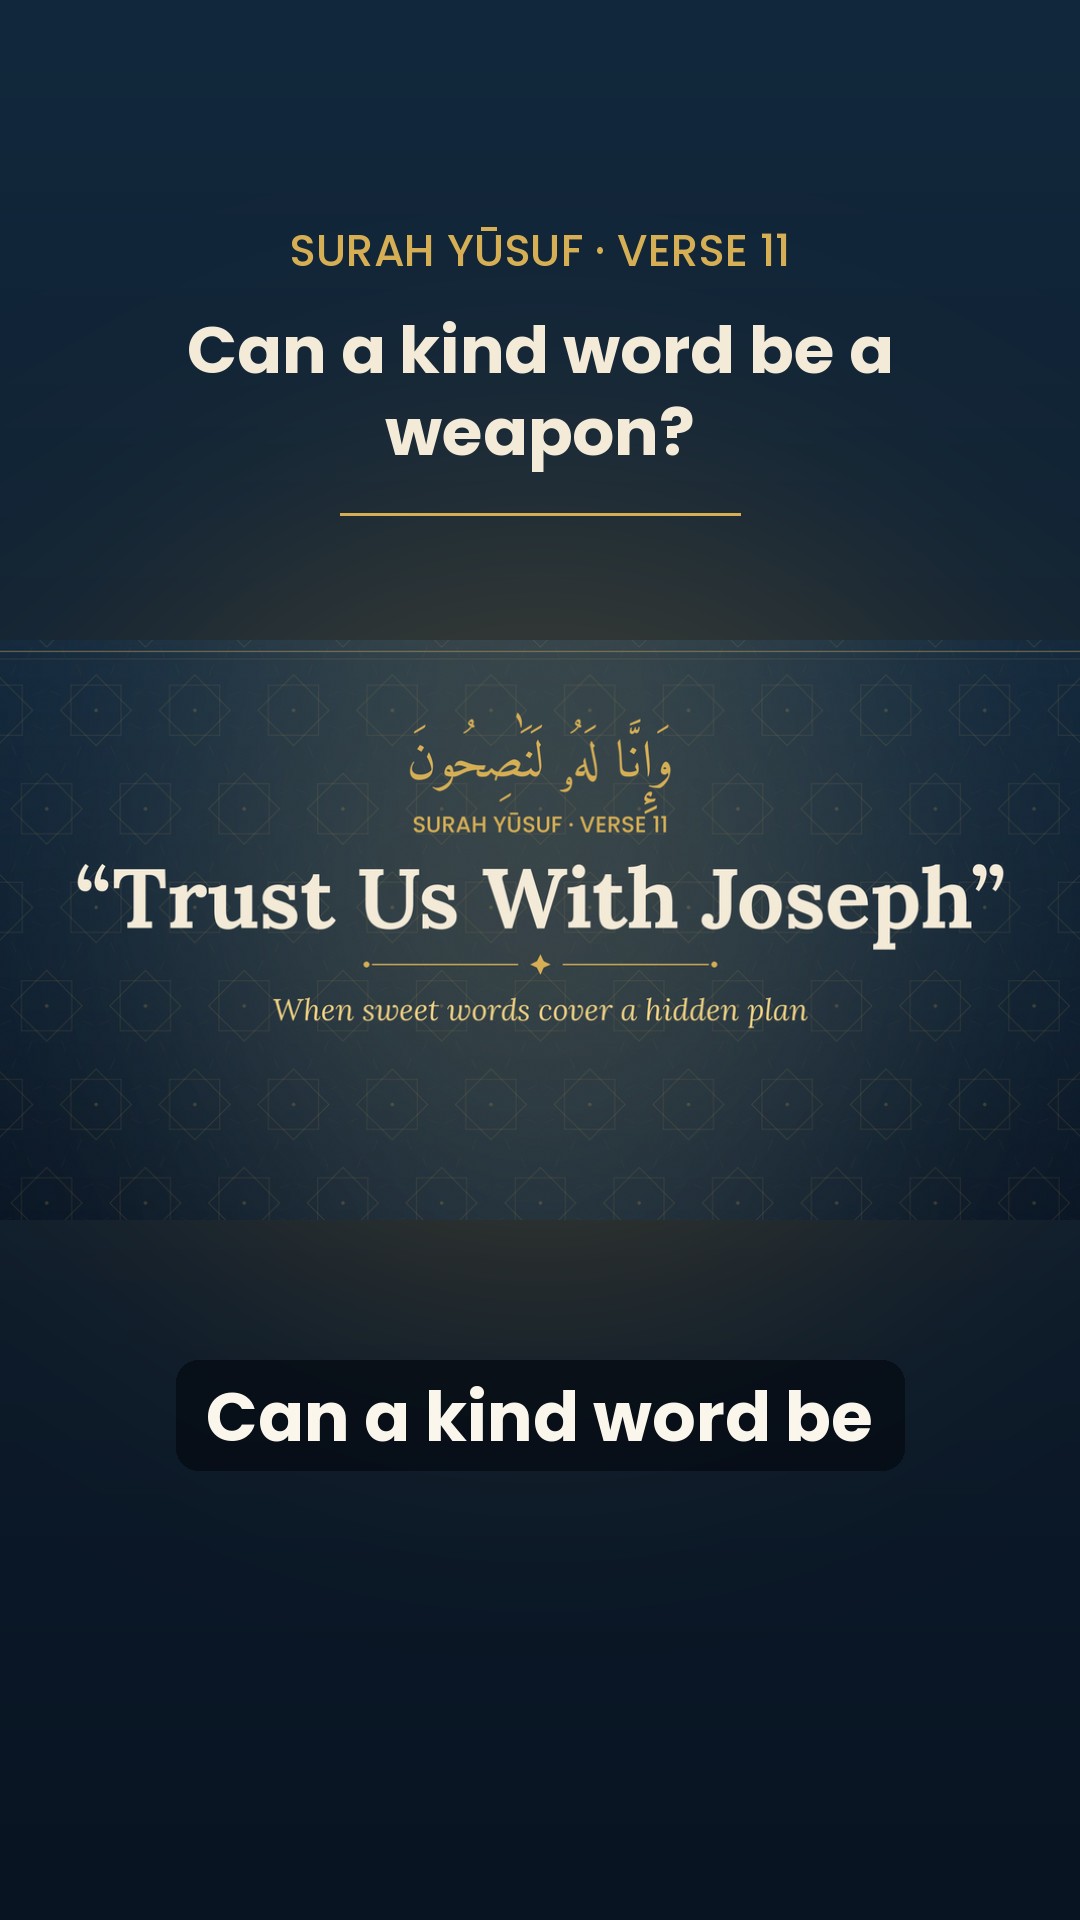 SURAH YŪSUF · VERSE 11
Can a kind word be a
weapon?
وَإِنَّا لَهُۥ لَنَـٰصِحُونَ
SURAH YŪSUF · VERSE 11
“Trust Us With Joseph”
When sweet words cover a hidden plan
Can a kind word be